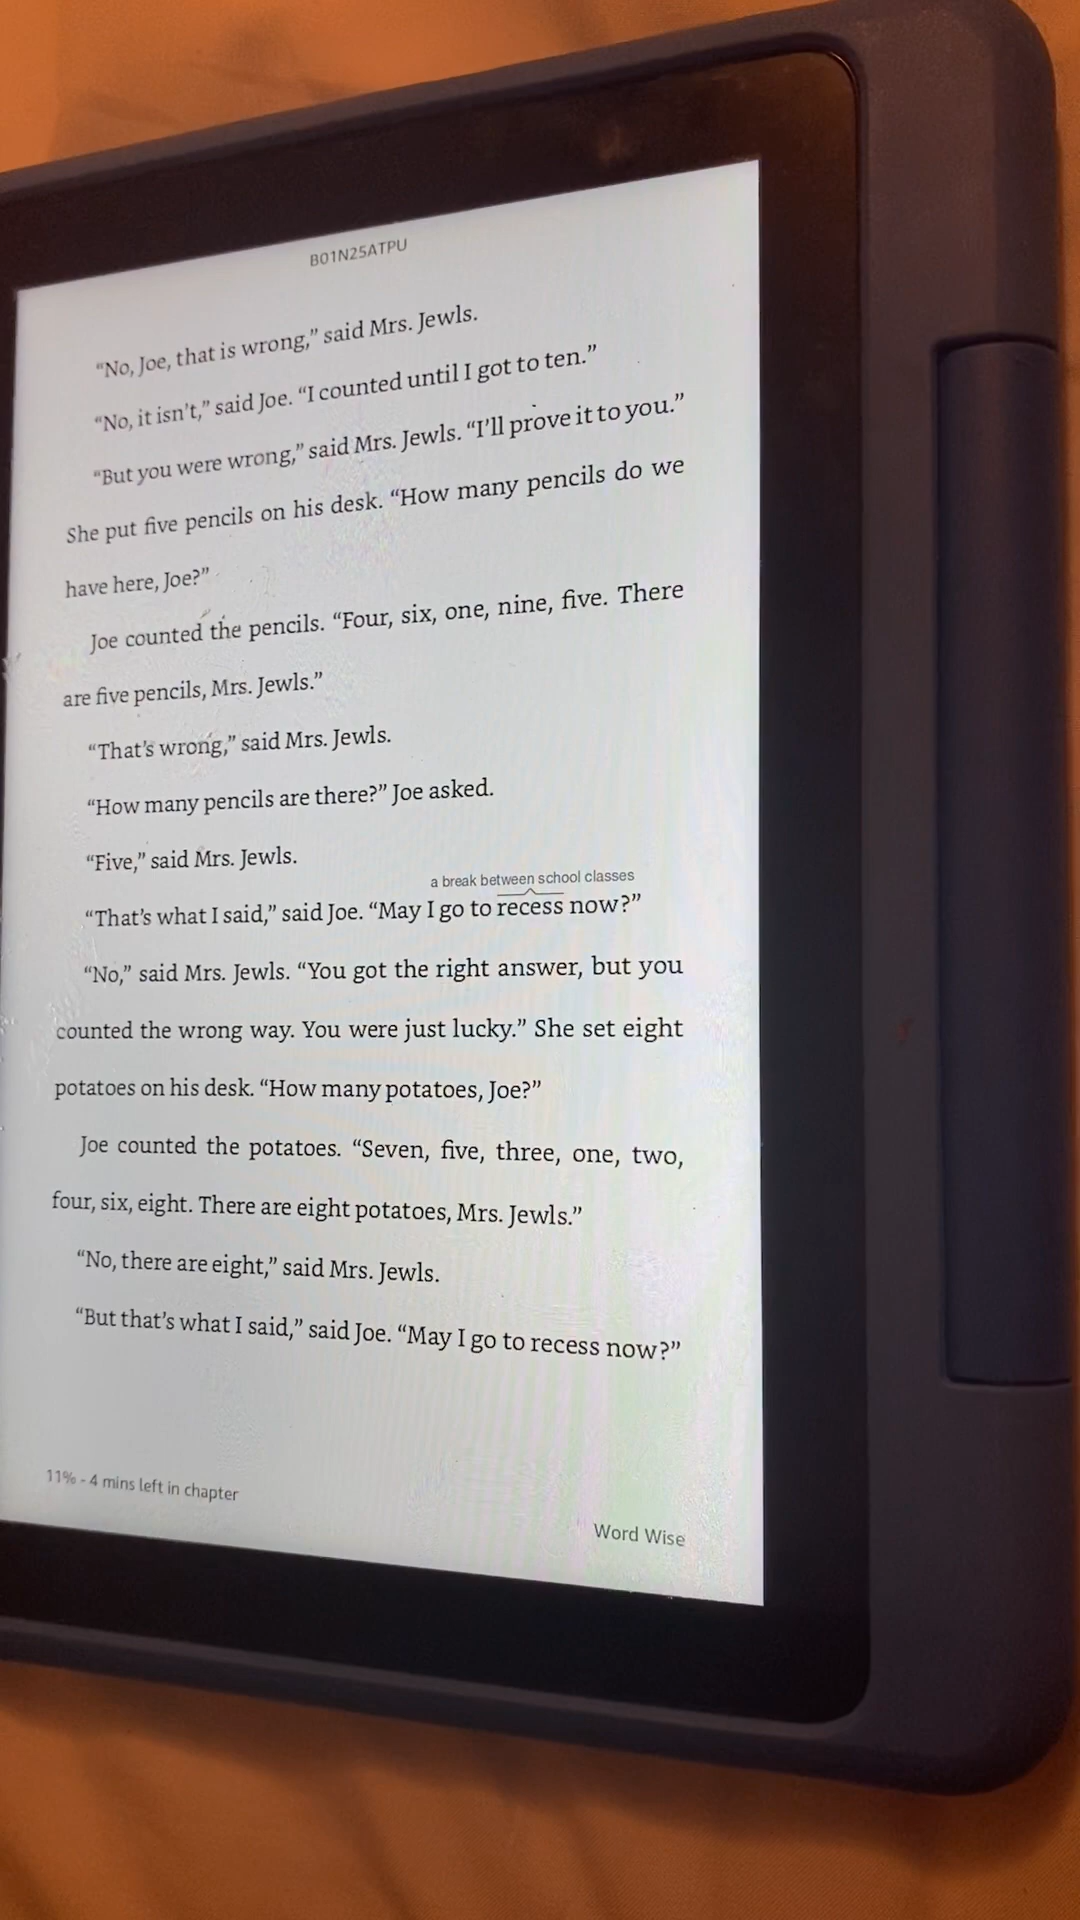 B01N25ATPU
“No, Joe, that is wrong,” said Mrs. Jewls.
“No, it isn’t,” said Joe. “I counted until I got to ten.”
“But you were wrong,” said Mrs. Jewls. “I’ll prove it to you.”
She put five pencils on his desk. “How many pencils do we
have here, Joe?”
Joe counted the pencils. “Four, six, one, nine, five. There
are five pencils, Mrs. Jewls.”
“That’s wrong,” said Mrs. Jewls.
“How many pencils are there?” Joe asked.
“Five,” said Mrs. Jewls.
a break between school classes
“That’s what I said,” said Joe. “May I go to recess now?”
“No,” said Mrs. Jewls. “You got the right answer, but you
counted the wrong way. You were just lucky.” She set eight
potatoes on his desk. “How many potatoes, Joe?”
Joe counted the potatoes. “Seven, five, three, one, two,
four, six, eight. There are eight potatoes, Mrs. Jewls.”
“No, there are eight,” said Mrs. Jewls.
“But that’s what I said,” said Joe. “May I go to recess now?”
11% - 4 mins left in chapter
Word Wise